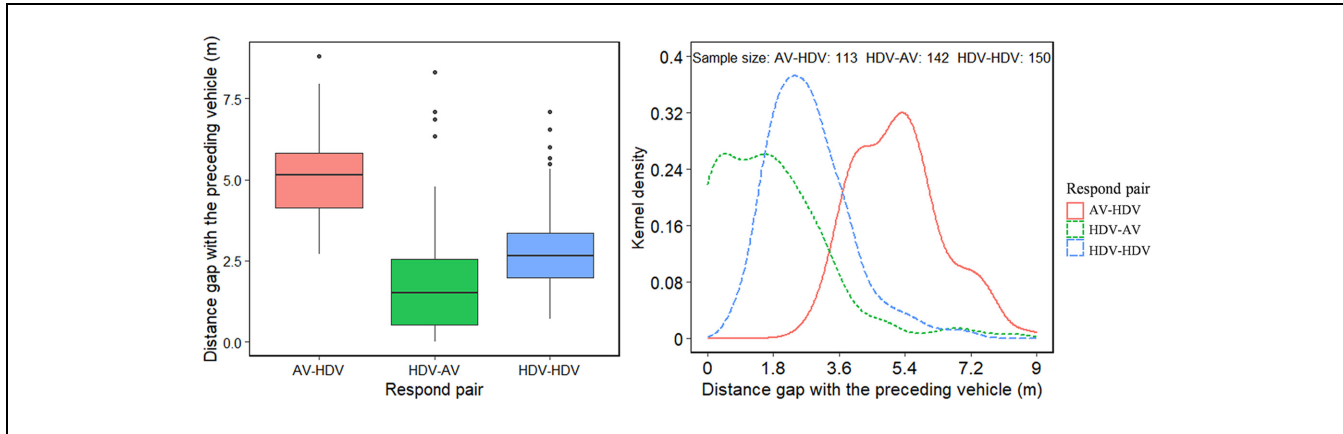 Distance gap with the preceding vehicle (m)
7.5
5.0
2.5
0.0
AV-HDV
HDV-AV
HDV-HDV
Respond pair
Sample size: AV-HDV: 113 HDV-AV: 142 HDV-HDV: 150
Kernel density
0.4
0.32
0.24
0.16
0.08
0
0
1.8
3.6
5.4
7.2
9
Distance gap with the preceding vehicle (m)
Respond pair
AV-HDV
HDV-AV
HDV-HDV